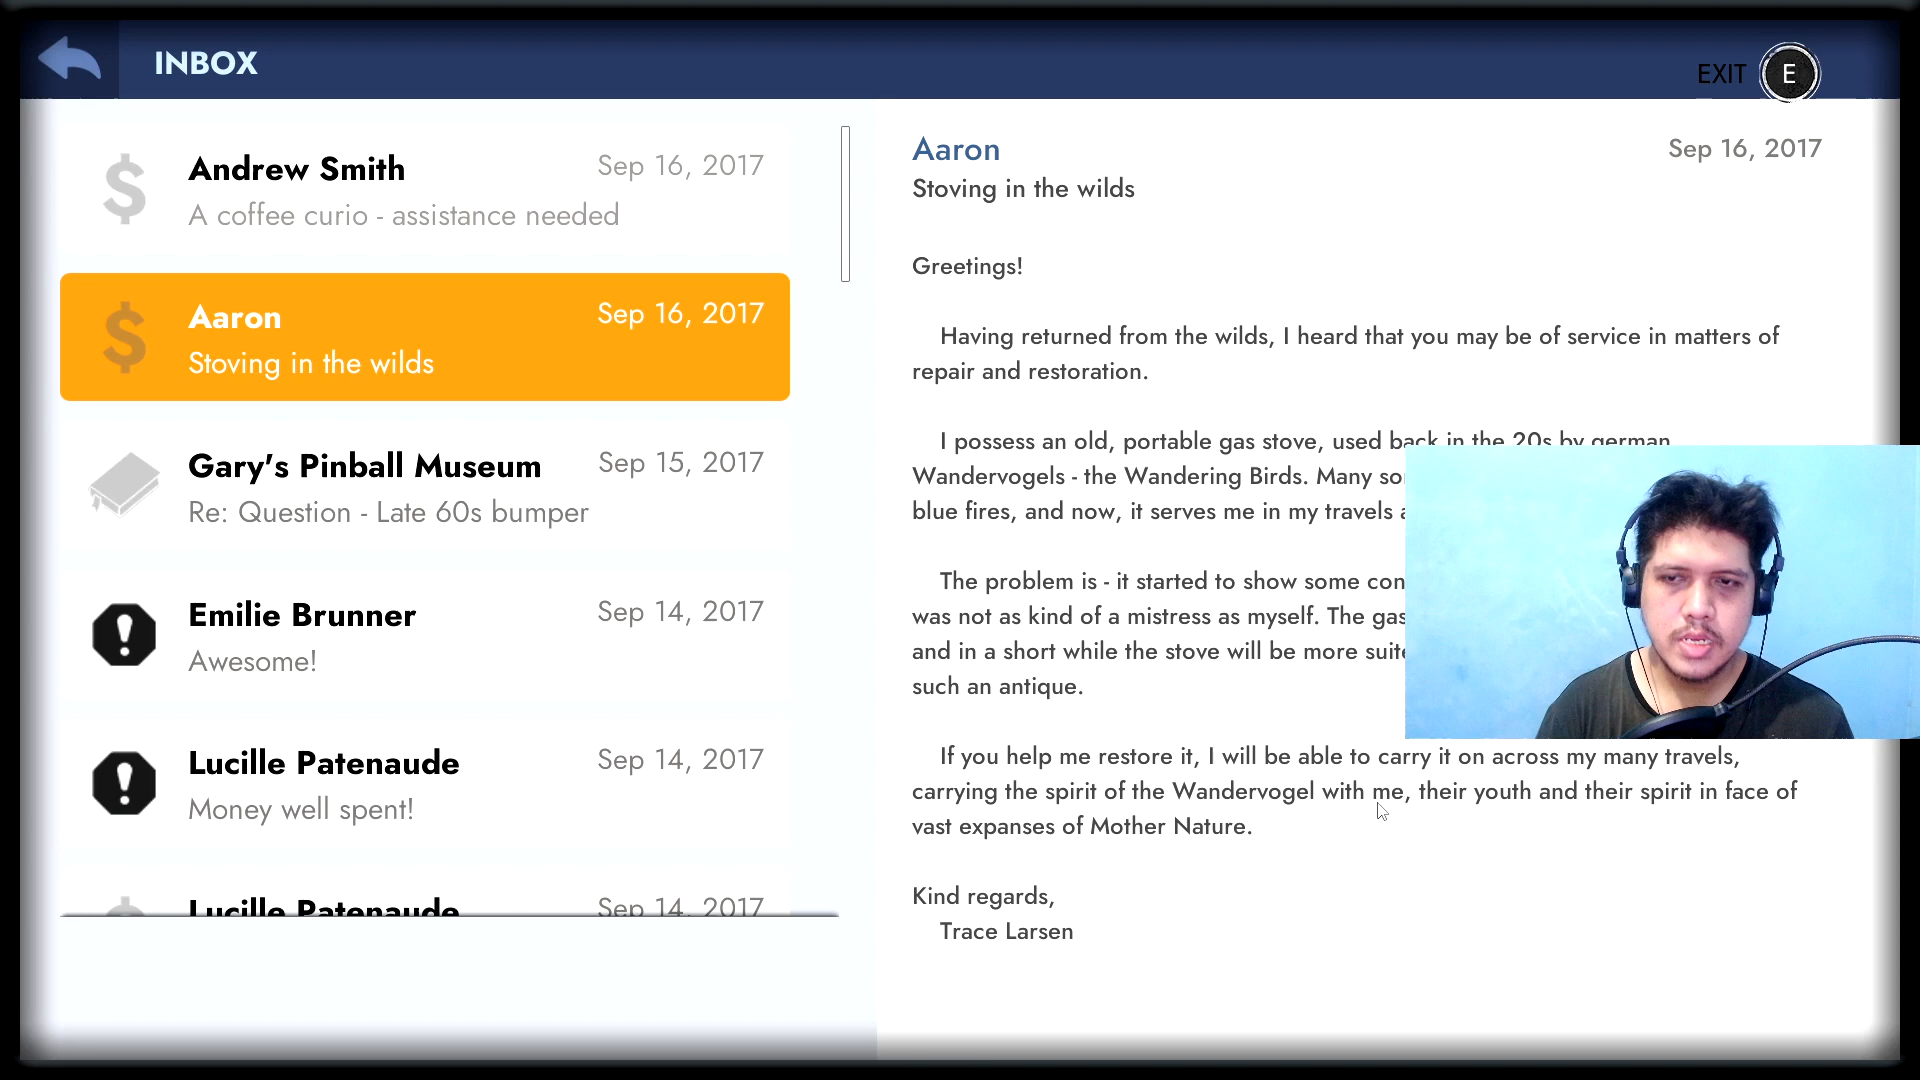 INBOX
EXIT E
Andrew Smith Sep 16, 2017
A coffee curio - assistance needed
Aaron Sep 16, 2017
Stoving in the wilds
Gary's Pinball Museum Sep 15, 2017
Re: Question - Late 60s bumper
Emilie Brunner Sep 14, 2017
Awesome!
Lucille Patenaude Sep 14, 2017
Money well spent!
Lucille Patenaude Sep 14, 2017
Aaron Sep 16, 2017
Stoving in the wilds
Greetings!
Having returned from the wilds, I heard that you may be of service in matters of
repair and restoration.
I possess an old, portable gas stove, used back in the 20s by german
Wandervogels - the Wandering Birds. Many
blue fires, and now, it serves me in my travels
The problem is - it started to show some
was not as kind of a mistress as myself. The
and in a short while the stove will be more
such an antique.
If you help me restore it, I will be able to carry it on across my many travels,
carrying the spirit of the Wandervogel with me, their youth and their spirit in face of
vast expanses of Mother Nature.
Kind regards,
Trace Larsen